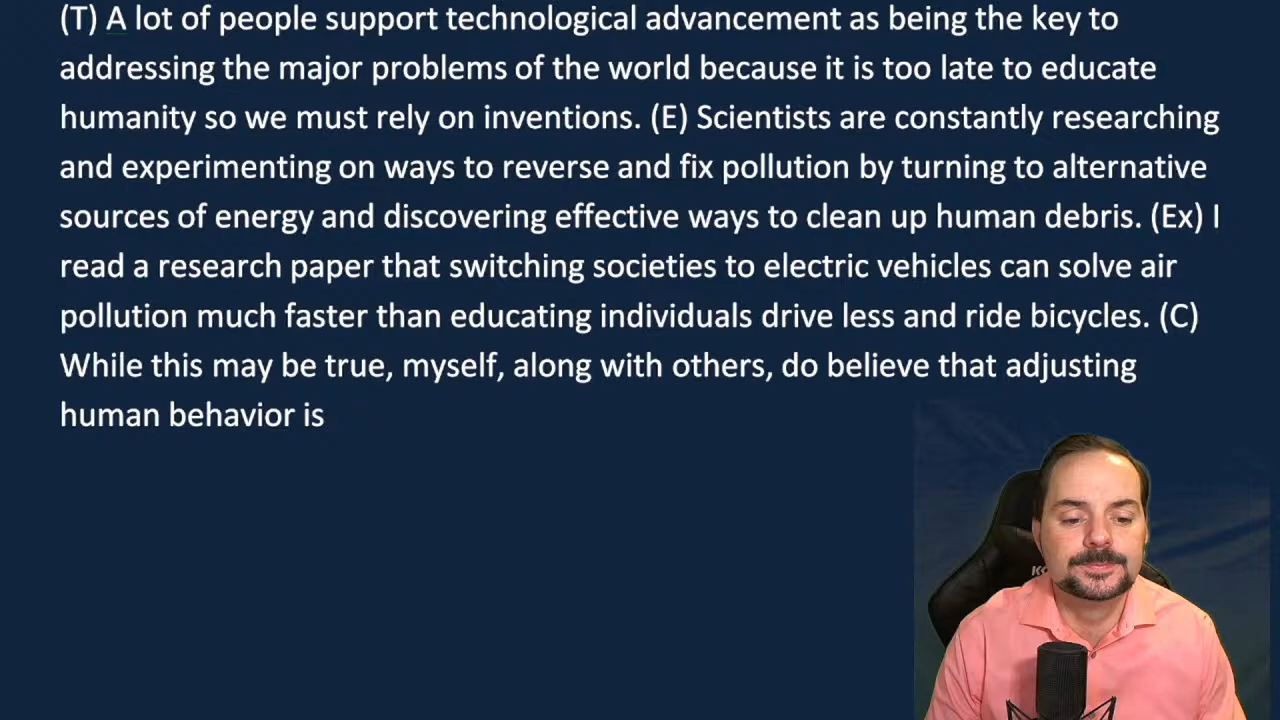 (T) A lot of people support technological advancement as being the key to
addressing the major problems of the world because it is too late to educate
humanity so we must rely on inventions. (E) Scientists are constantly researching
and experimenting on ways to reverse and fix pollution by turning to alternative
sources of energy and discovering effective ways to clean up human debris. (Ex) I
read a research paper that switching societies to electric vehicles can solve air
pollution much faster than educating individuals drive less and ride bicycles. (C)
While this may be true, myself, along with others, do believe that adjusting
human behavior is